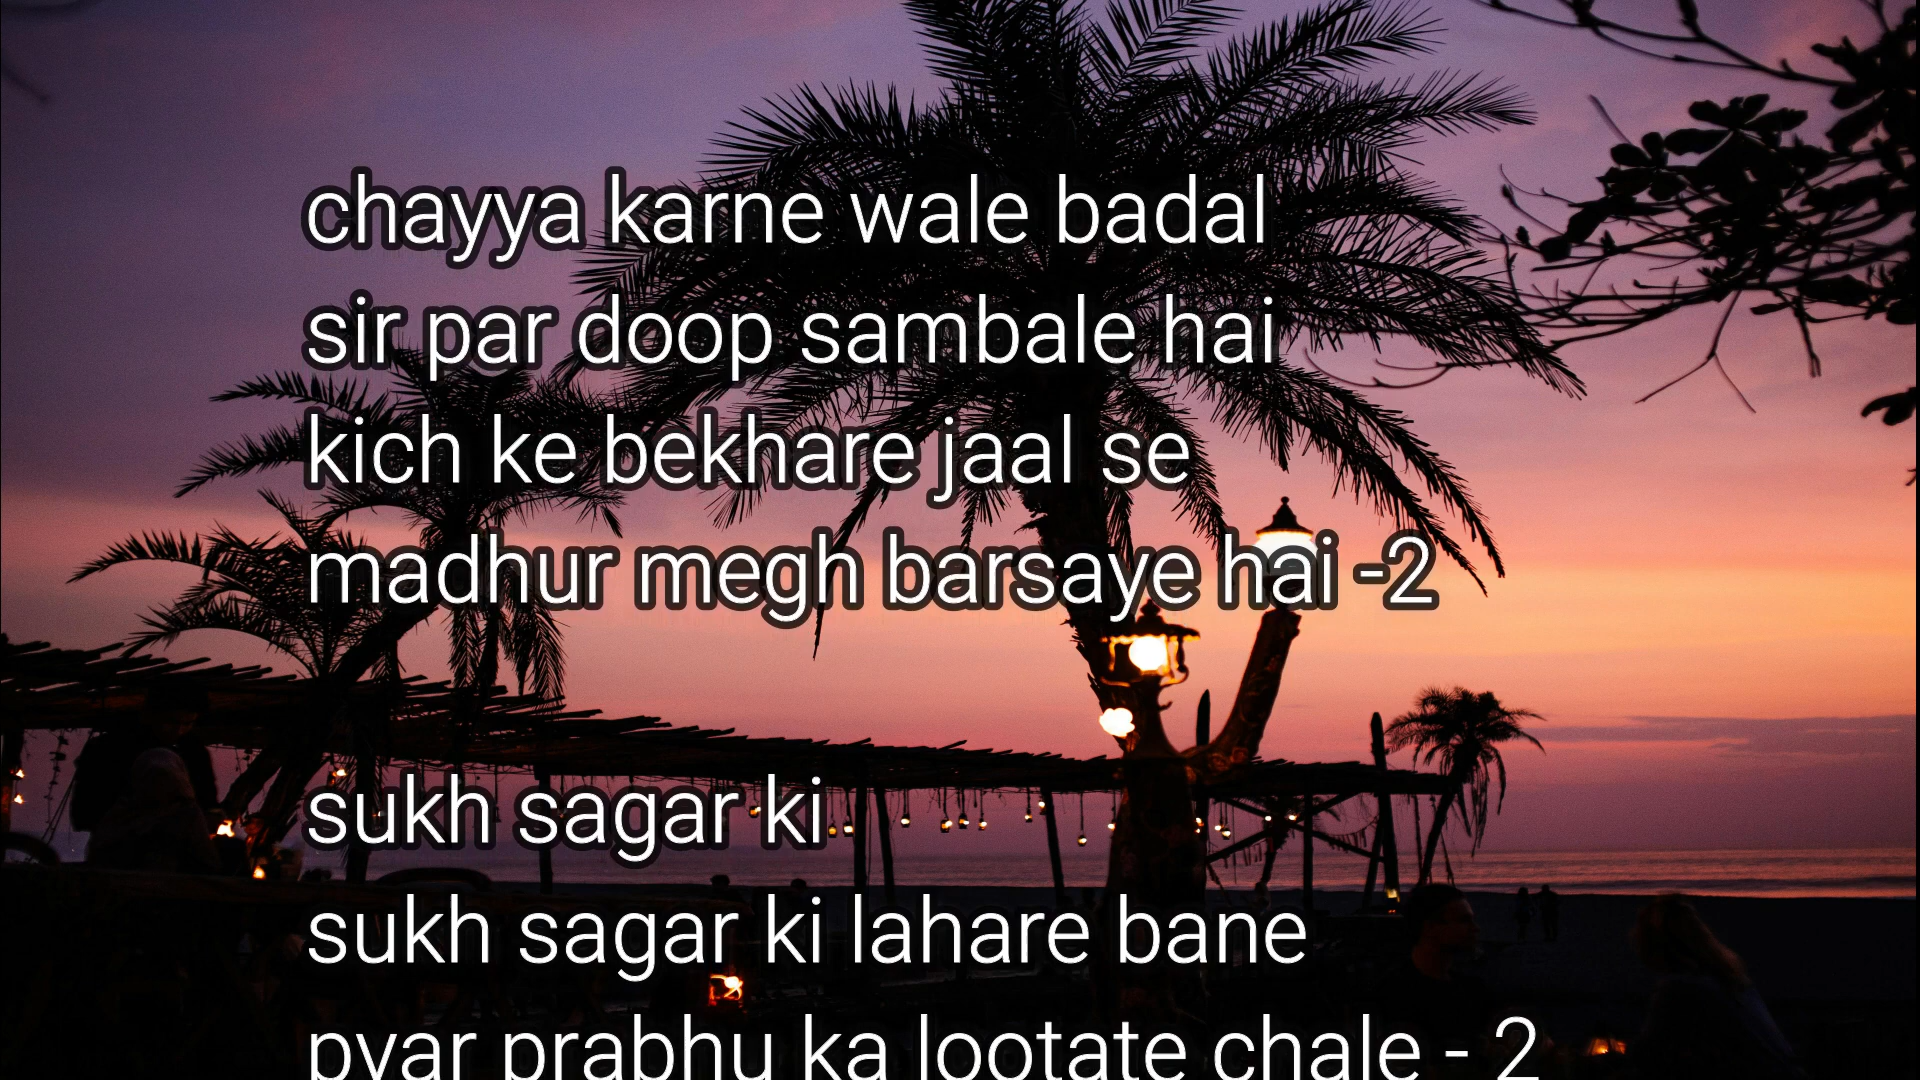 chayya karne wale badal
sir par doop sambale hai
kich ke bekhare jaal se
madhur megh barsaye hai -2
sukh sagar ki
sukh sagar ki lahare bane
pyar prabhu ka lootate chale - 2